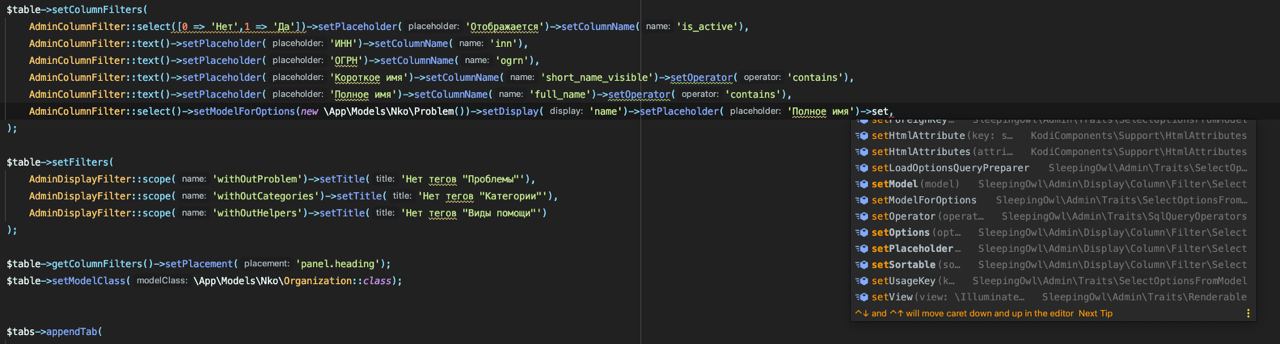 $table->setColumnFilters(
AdminColumnFilter::select([0 => 'Нет',1 => 'Да'])->setPlaceholder( placeholder: 'Отображается')->setColumnName( name: 'is_active'),
AdminColumnFilter::text()->setPlaceholder( placeholder: 'ИНН')->setColumnName( name: 'inn'),
AdminColumnFilter::text()->setPlaceholder( placeholder: 'ОГРН')->setColumnName( name: 'ogrn'),
AdminColumnFilter::text()->setPlaceholder( placeholder: 'Короткое имя')->setColumnName( name: 'short_name_visible')->setOperator( operator: 'contains'),
AdminColumnFilter::text()->setPlaceholder( placeholder: 'Полное имя')->setColumnName( name: 'full_name')->setOperator( operator: 'contains'),
AdminColumnFilter::select()->setModelForOptions(new \App\Models\Nko\Problem())->setDisplay( display: 'name')->setPlaceholder( placeholder: 'Полное имя')->set,
);
setForeignKey… SleepingOwl\Admin\Traits\SelectOptionsFromModel
setHtmlAttribute(key: s… KodiComponents\Support\HtmlAttributes
setHtmlAttributes(attri… KodiComponents\Support\HtmlAttributes
setLoadOptionsQueryPreparer SleepingOwl\Admin\Traits\SelectOp…
setModel(model) SleepingOwl\Admin\Display\Column\Filter\Select
setModelForOptions SleepingOwl\Admin\Traits\SelectOptionsFrom…
setOperator(operat… SleepingOwl\Admin\Traits\SqlQueryOperators
setOptions(opt… SleepingOwl\Admin\Display\Column\Filter\Select
setPlaceholder… SleepingOwl\Admin\Display\Column\Filter\Select
setSortable(so… SleepingOwl\Admin\Display\Column\Filter\Select
setUsageKey(k… SleepingOwl\Admin\Traits\SelectOptionsFromModel
setView(view: \Illuminate… SleepingOwl\Admin\Traits\Renderable
^↓ and ^↑ will move caret down and up in the editor Next Tip
$table->setFilters(
AdminDisplayFilter::scope( name: 'withOutProblem')->setTitle( title: 'Нет тегов "Проблемы"'),
AdminDisplayFilter::scope( name: 'withOutCategories')->setTitle( title: 'Нет тегов "Категории"'),
AdminDisplayFilter::scope( name: 'withOutHelpers')->setTitle( title: 'Нет тегов "Виды помощи"')
);
$table->getColumnFilters()->setPlacement( placement: 'panel.heading');
$table->setModelClass( modelClass: \App\Models\Nko\Organization::class);
$tabs->appendTab(